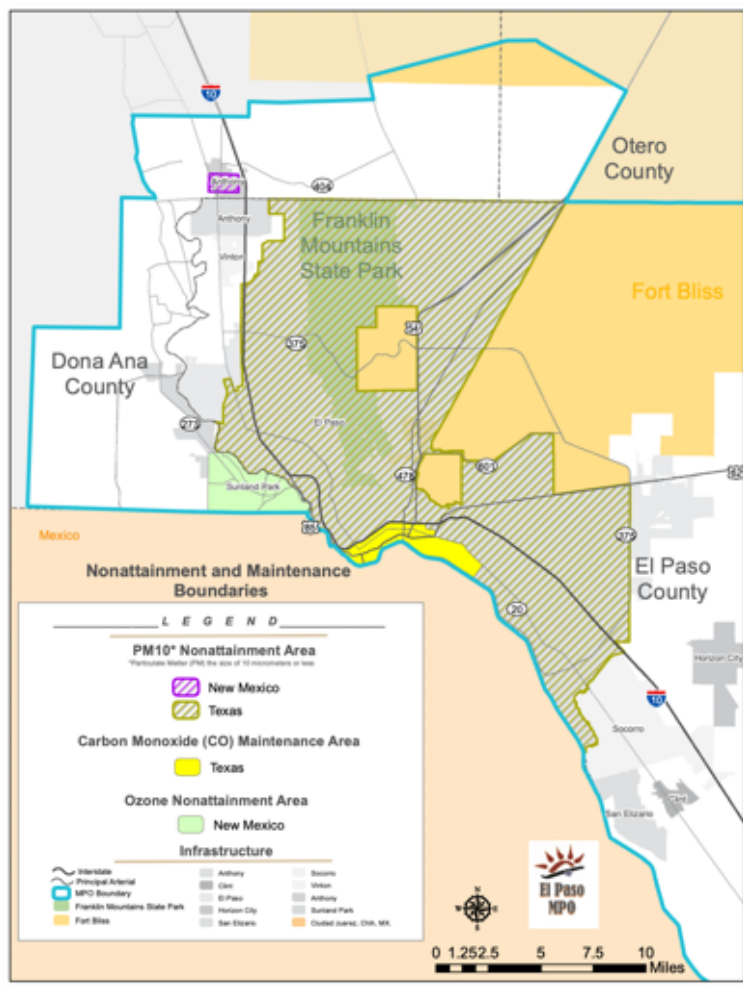 10
Otero
County
Anthony
404
Anthony
Franklin
Mountains
State Park
Vinton
Fort Bliss
54
375
Dona Ana
County
El Paso
273
601
478
62
Sunland Park
85
375
Mexico
El Paso
County
20
Horizon City
10
Socorro
Clint
San Elizario
Nonattainment and Maintenance
Boundaries
LEGEND
PM10* Nonattainment Area
*Particulate Matter (PM) the size of 10 micrometers or less
New Mexico
Texas
Carbon Monoxide (CO) Maintenance Area
Texas
Ozone Nonattainment Area
New Mexico
Infrastructure
Interstate
Principal Arterial
MPO Boundary
Franklin Mountains State Park
Fort Bliss
Anthony
Clint
El Paso
Horizon City
San Elizario
Socorro
Vinton
Anthony
Sunland Park
Ciudad Juarez, Chh, MX.
El Paso
MPO
N
W E
S
0 1.25 2.5 5 7.5 10
Miles